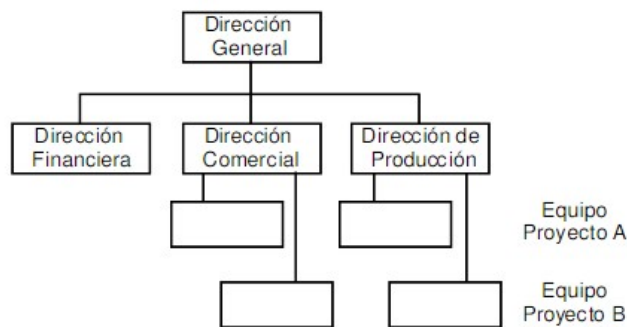 Dirección
General
Dirección
Financiera
Dirección
Comercial
Dirección de
Producción
Equipo
Proyecto A
Equipo
Proyecto B